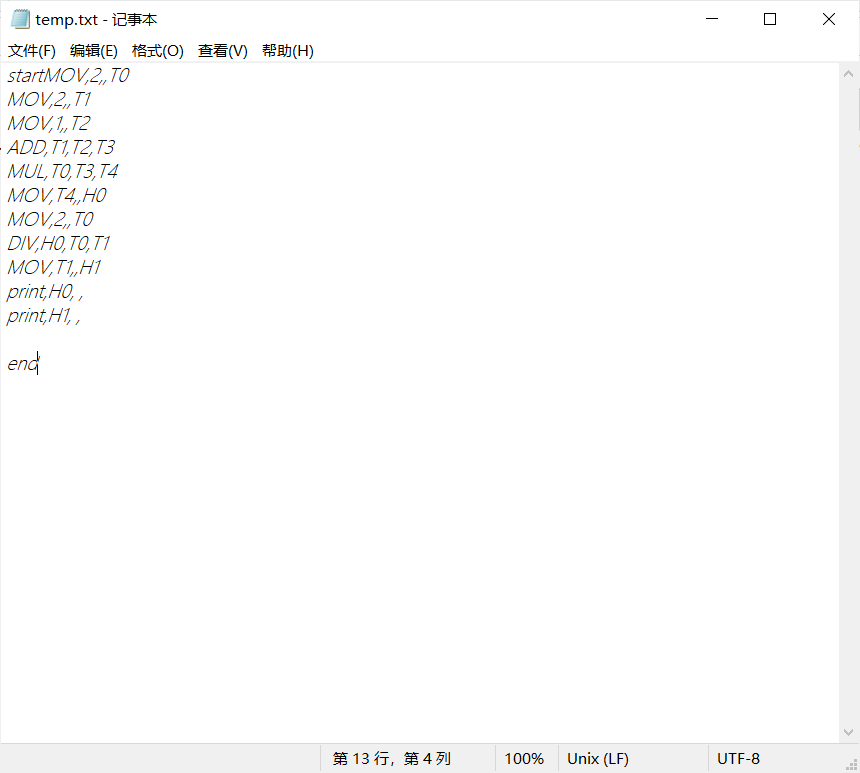 temp.txt - 记事本
文件(F) 编辑(E) 格式(O) 查看(V) 帮助(H)
startMOV,2,,T0
MOV,2,,T1
MOV,1,,T2
ADD,T1,T2,T3
MUL,T0,T3,T4
MOV,T4,,H0
MOV,2,,T0
DIV,H0,T0,T1
MOV,T1,,H1
print,H0, ,
print,H1, ,
end
第 13 行，第 4 列 100% Unix (LF) UTF-8